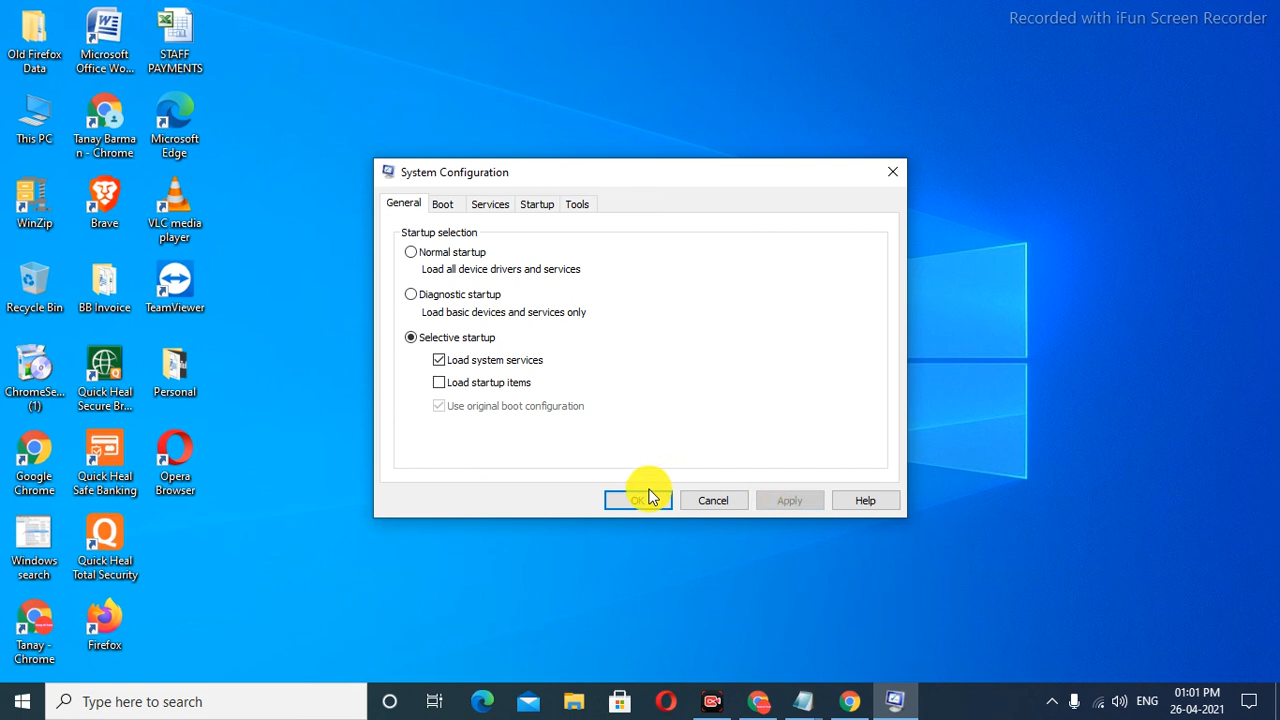 Recorded with iFun Screen Recorder
Old Firefox
Data
Microsoft
Office Wo...
STAFF
PAYMENTS
This PC
Tanay Barma
n - Chrome
Microsoft
Edge
WinZip
Brave
VLC media
player
Recycle Bin
BB Invoice
TeamViewer
ChromeSe...
(1)
Quick Heal
Secure Br...
Personal
Google
Chrome
Quick Heal
Safe Banking
Opera
Browser
Windows
search
Quick Heal
Total Security
Tanay -
Chrome
Firefox
System Configuration
General Boot Services Startup Tools
Startup selection
Normal startup
Load all device drivers and services
Diagnostic startup
Load basic devices and services only
Selective startup
Load system services
Load startup items
Use original boot configuration
OK Cancel Apply Help
Type here to search
ENG
01:01 PM
26-04-2021